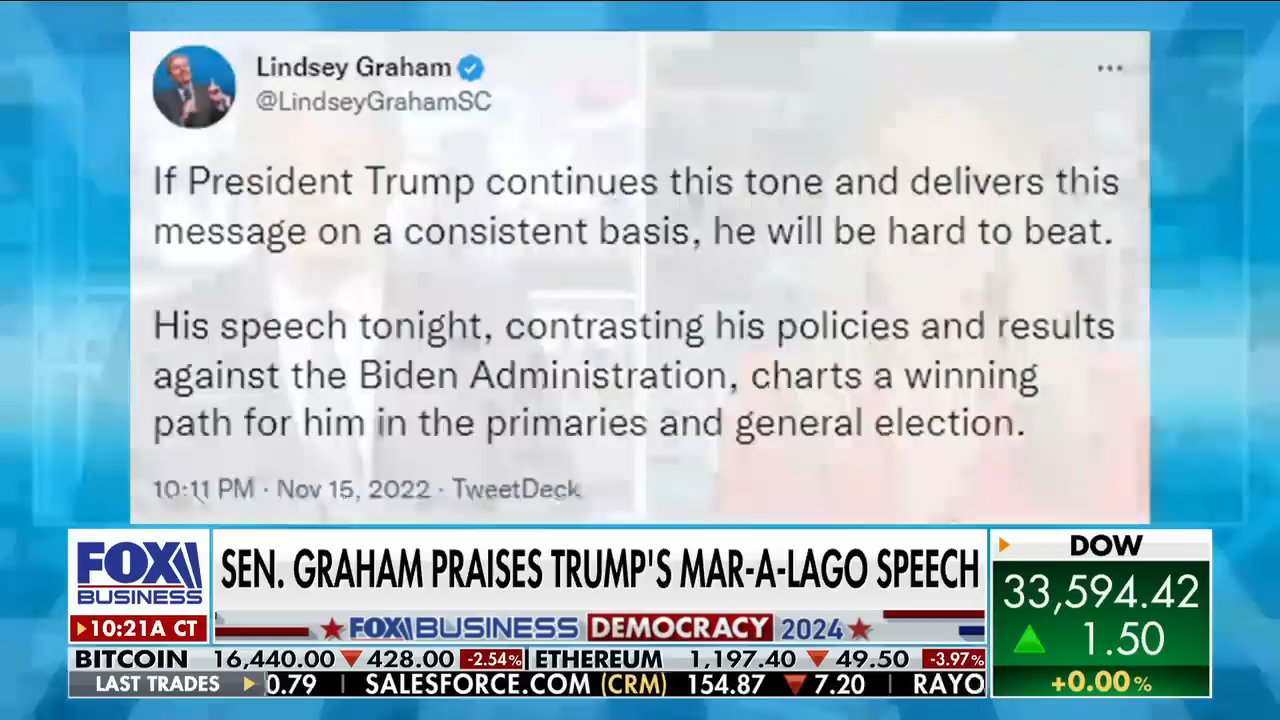 Lindsey Graham
@LindseyGrahamSC
If President Trump continues this tone and delivers this
message on a consistent basis, he will be hard to beat.
His speech tonight, contrasting his policies and results
against the Biden Administration, charts a winning
path for him in the primaries and general election.
10:11 PM · Nov 15, 2022 · TweetDeck
FOX BUSINESS
10:21A CT
SEN. GRAHAM PRAISES TRUMP'S MAR-A-LAGO SPEECH
FOX BUSINESS DEMOCRACY 2024
DOW
33,594.42
1.50
+0.00%
BITCOIN 16,440.00 428.00 -2.54% ETHEREUM 1,197.40 49.50 -3.97%
LAST TRADES 0.79 | SALESFORCE.COM (CRM) 154.87 7.20 | RAYO